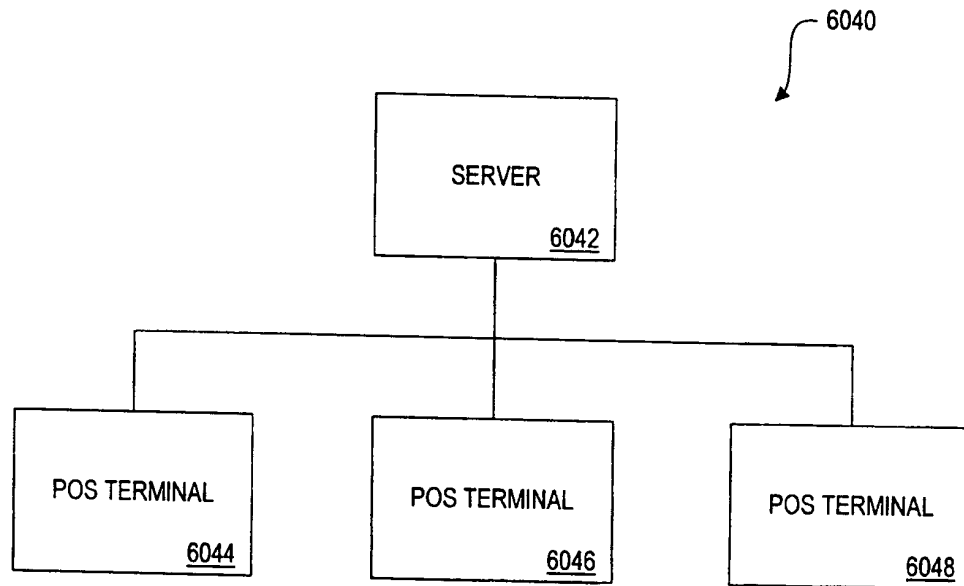 6040
SERVER
6042
POS TERMINAL
6044
POS TERMINAL
6046
POS TERMINAL
6048